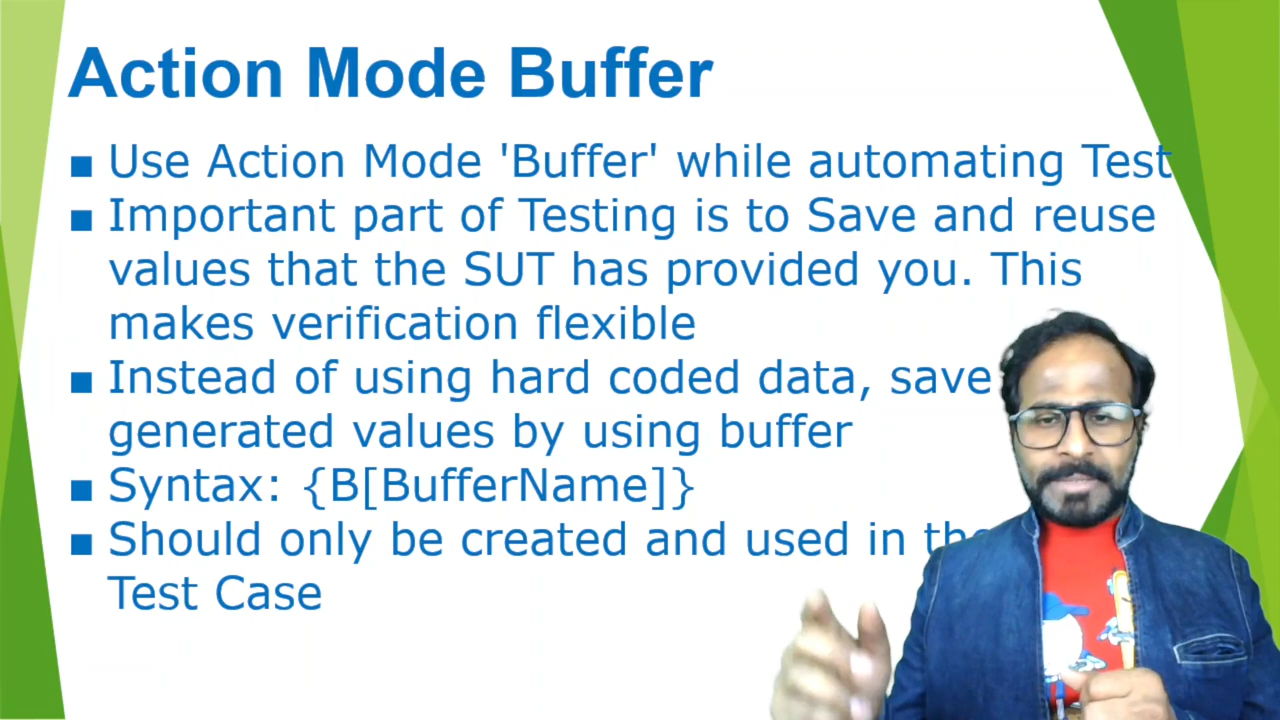 Action Mode Buffer
■ Use Action Mode 'Buffer' while automating Test
■ Important part of Testing is to Save and reuse
values that the SUT has provided you. This
makes verification flexible
■ Instead of using hard coded data, save
generated values by using buffer
■ Syntax: {B[BufferName]}
■ Should only be created and used in
Test Case